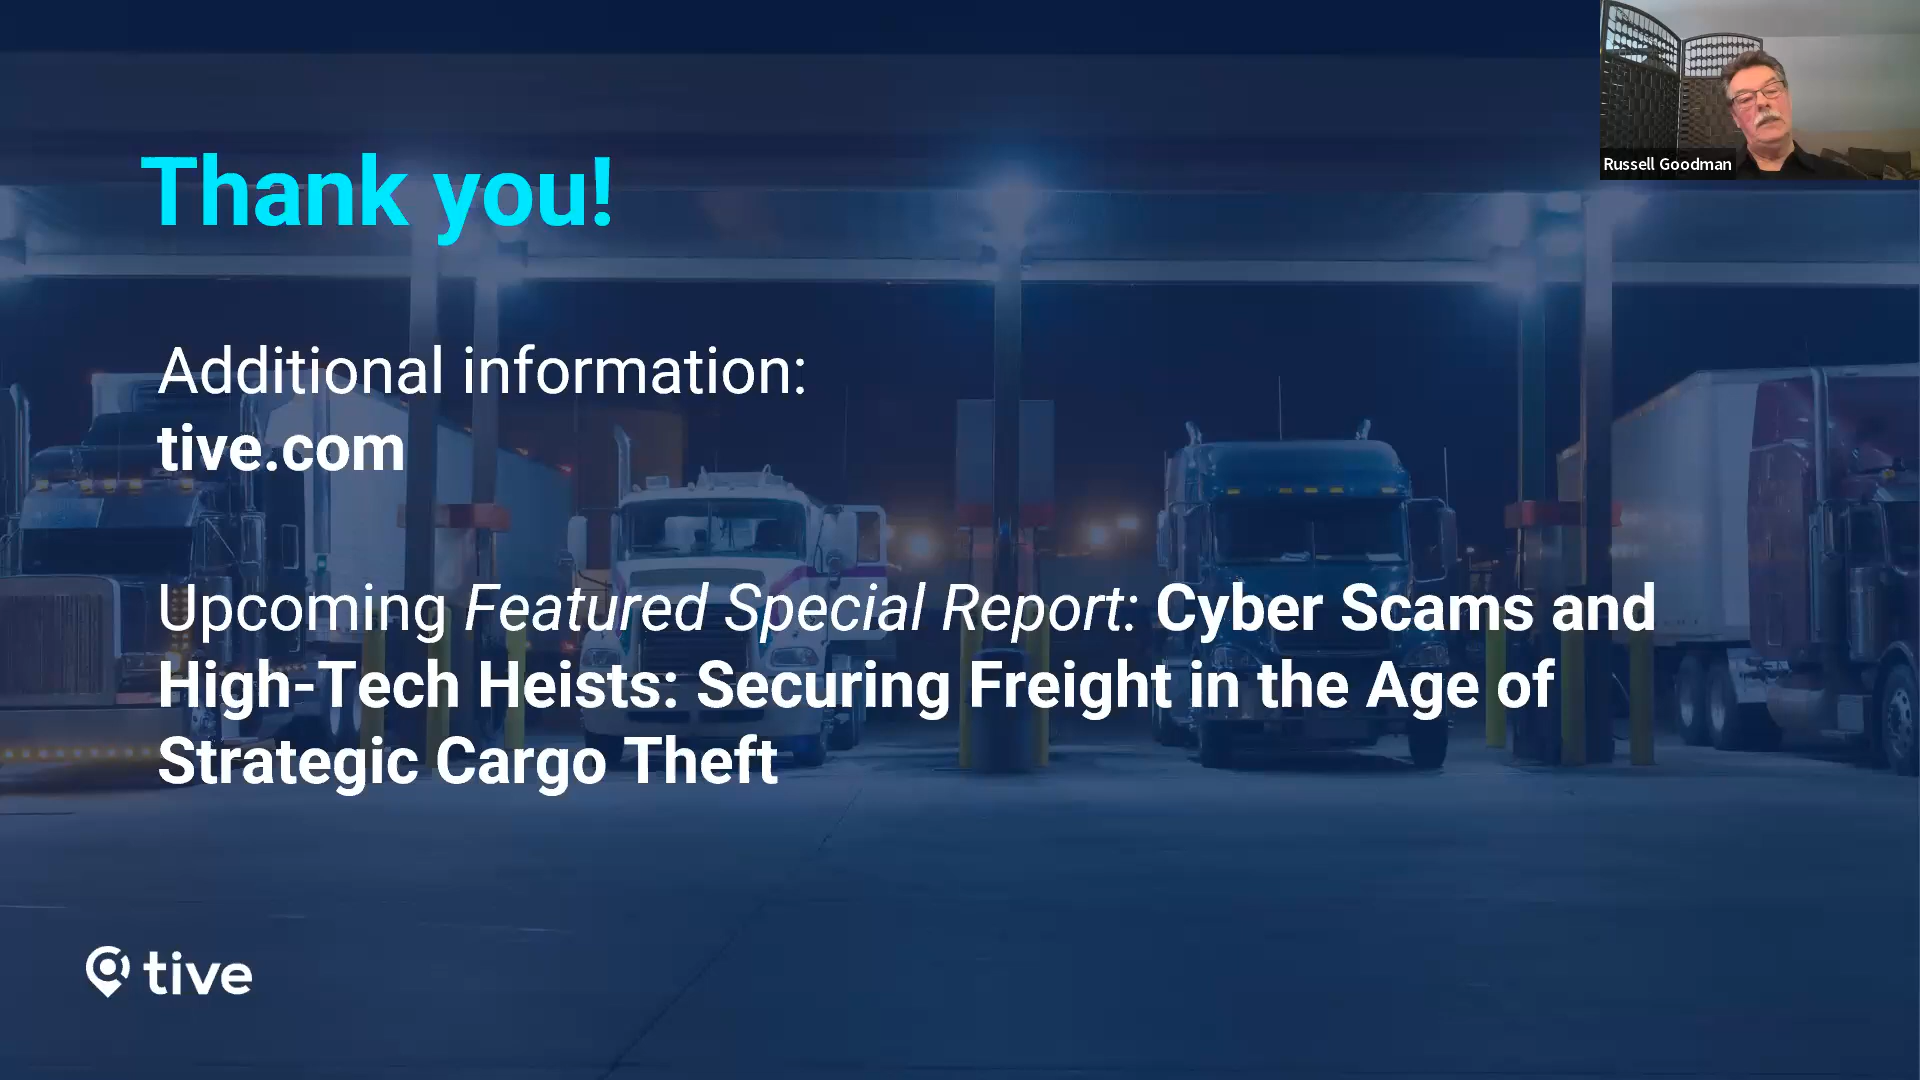 Russell Goodman
Thank you!
Additional information:
tive.com
Upcoming Featured Special Report: Cyber Scams and
High-Tech Heists: Securing Freight in the Age of
Strategic Cargo Theft
tive